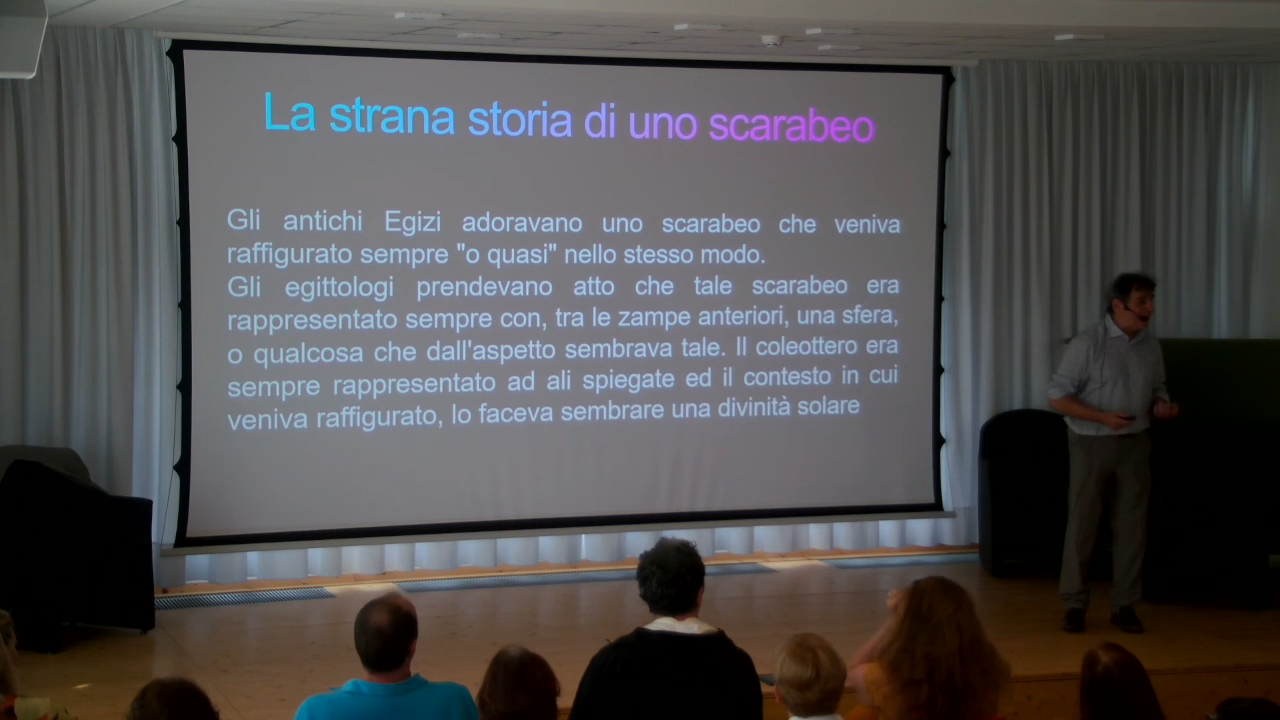 La strana storia di uno scarabeo
Gli antichi Egizi adoravano uno scarabeo che veniva
raffigurato sempre "o quasi" nello stesso modo.
Gli egittologi prendevano atto che tale scarabeo era
rappresentato sempre con, tra le zampe anteriori, una sfera,
o qualcosa che dall'aspetto sembrava tale. Il coleottero era
sempre rappresentato ad ali spiegate ed il contesto in cui
veniva raffigurato, lo faceva sembrare una divinità solare